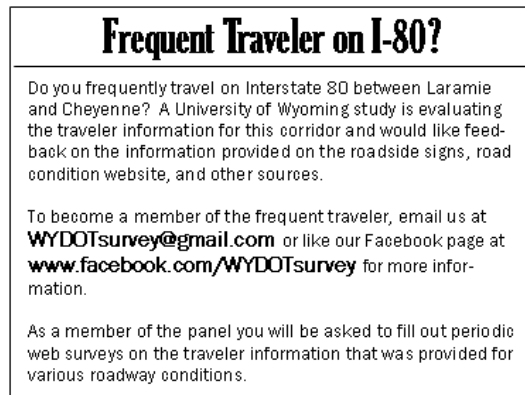 Frequent Traveler on I-80?
Do you frequently travel on Interstate 80 between Laramie
and Cheyenne? A University of Wyoming study is evaluating
the traveler information for this corridor and would like feed-
back on the information provided on the roadside signs, road
condition website, and other sources.
To become a member of the frequent traveler, email us at
WYDOTsurvey@gmail.com or like our Facebook page at
www.facebook.com/WYDOTsurvey for more infor-
mation.
As a member of the panel you will be asked to fill out periodic
web surveys on the traveler information that was provided for
various roadway conditions.